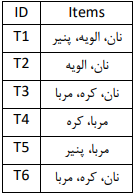 ID Items
T1 نان، الویه، پنیر
T2 نان، الویه
T3 نان، کره، مربا
T4 مربا، کره
T5 مربا، پنیر
T6 نان، کره، مربا